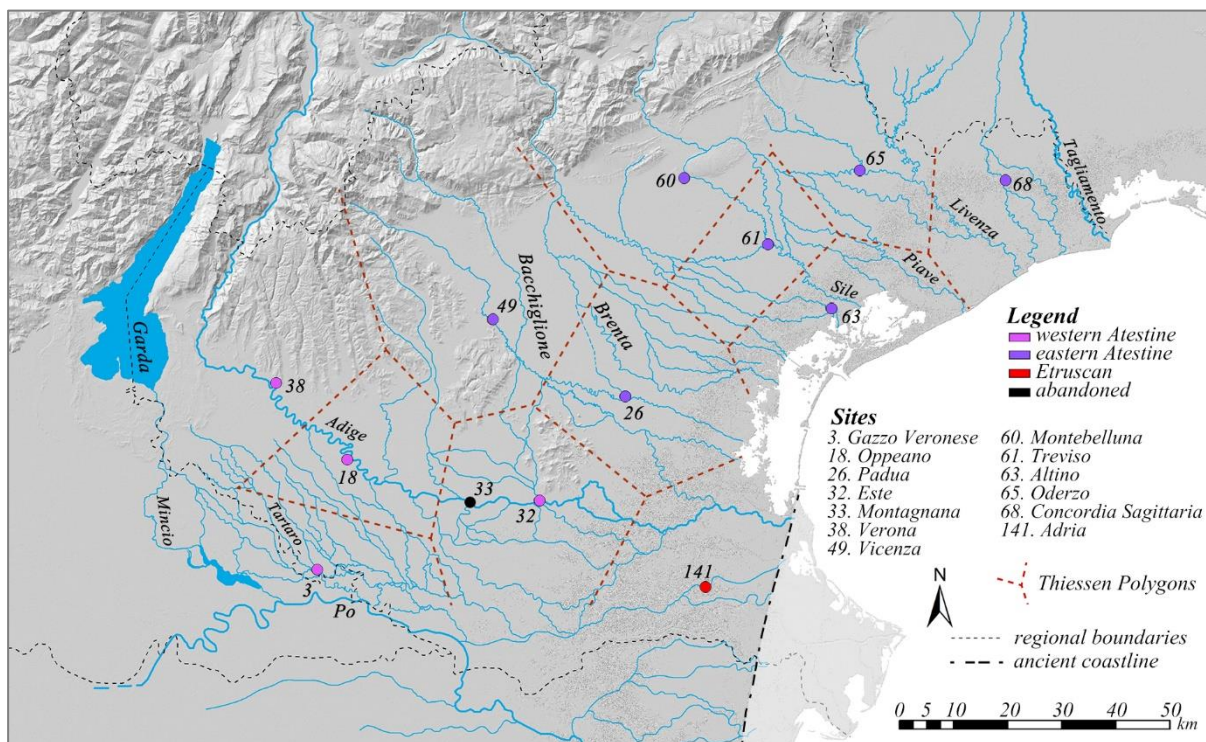 60
65
68
Tagliamento
61
Livenza
Piave
Sile
63
49
Bacchiglione
Brenta
Garda
38
26
Adige
18
33
32
Mincio
Tartaro
3
Po
141
Legend
western Atestine
eastern Atestine
Etruscan
abandoned
Sites
3. Gazzo Veronese
18. Oppeano
26. Padua
32. Este
33. Montagnana
38. Verona
49. Vicenza
60. Montebelluna
61. Treviso
63. Altino
65. Oderzo
68. Concordia Sagittaria
141. Adria
N
Thiessen Polygons
regional boundaries
ancient coastline
0 5 10 20 30 40 50
km